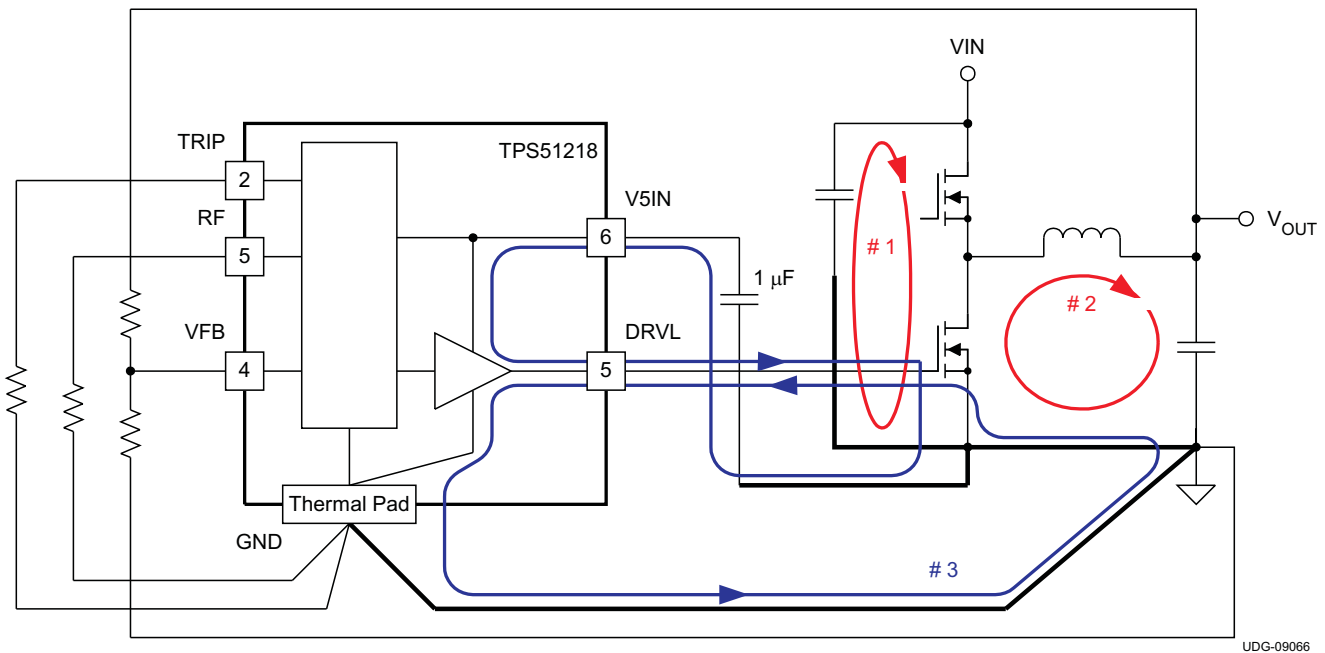 VIN
TRIP
TPS51218
2
V5IN
RF
6
VOUT
# 1
5
1 μF
# 2
VFB
DRVL
4
5
Thermal Pad
GND
# 3
UDG-09066